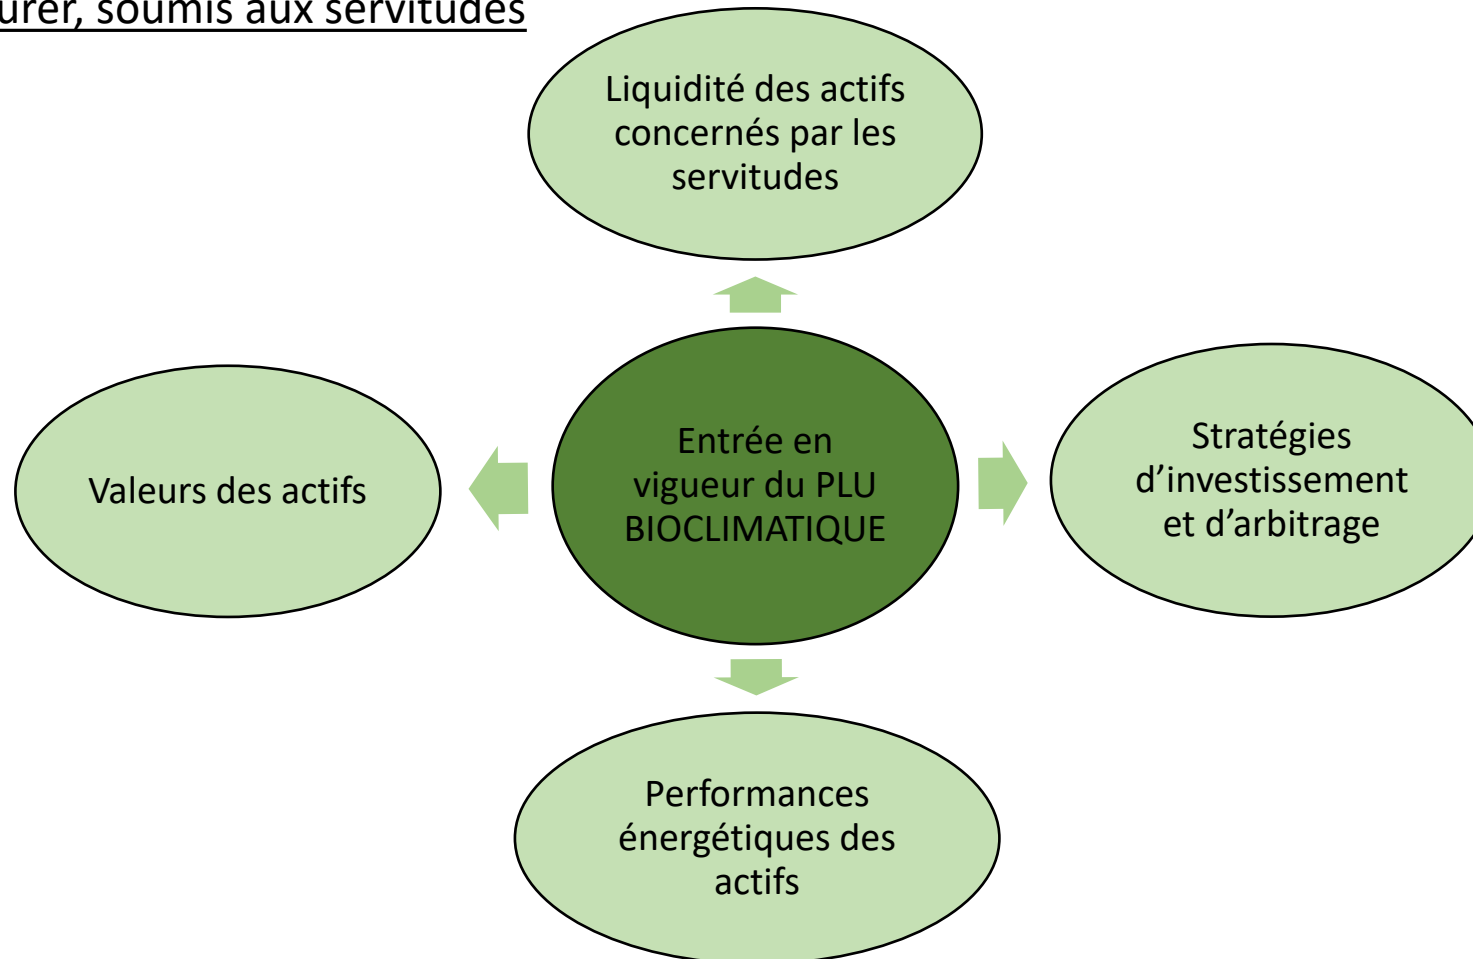 urer, soumis aux servitudes
Liquidité des actifs
concernés par les
servitudes
Entrée en
vigueur du PLU
BIOCLIMATIQUE
Valeurs des actifs
Stratégies
d’investissement
et d’arbitrage
Performances
énergétiques des
actifs